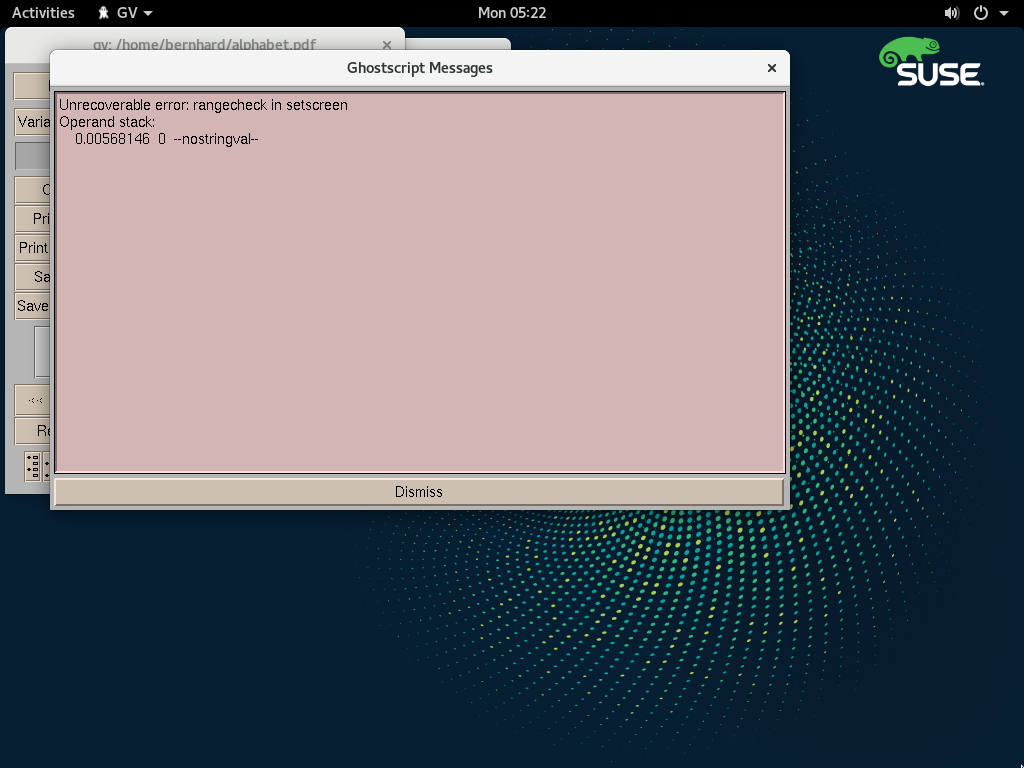 Activities GV Mon 05:22
gv: /home/bernhard/alphabet.pdf
SUSE
Ghostscript Messages
Unrecoverable error: rangecheck in setscreen
Operand stack:
0.00568146 0 --nostringval--
Varia
Pri
Print
Sa
Save
Re
Dismiss